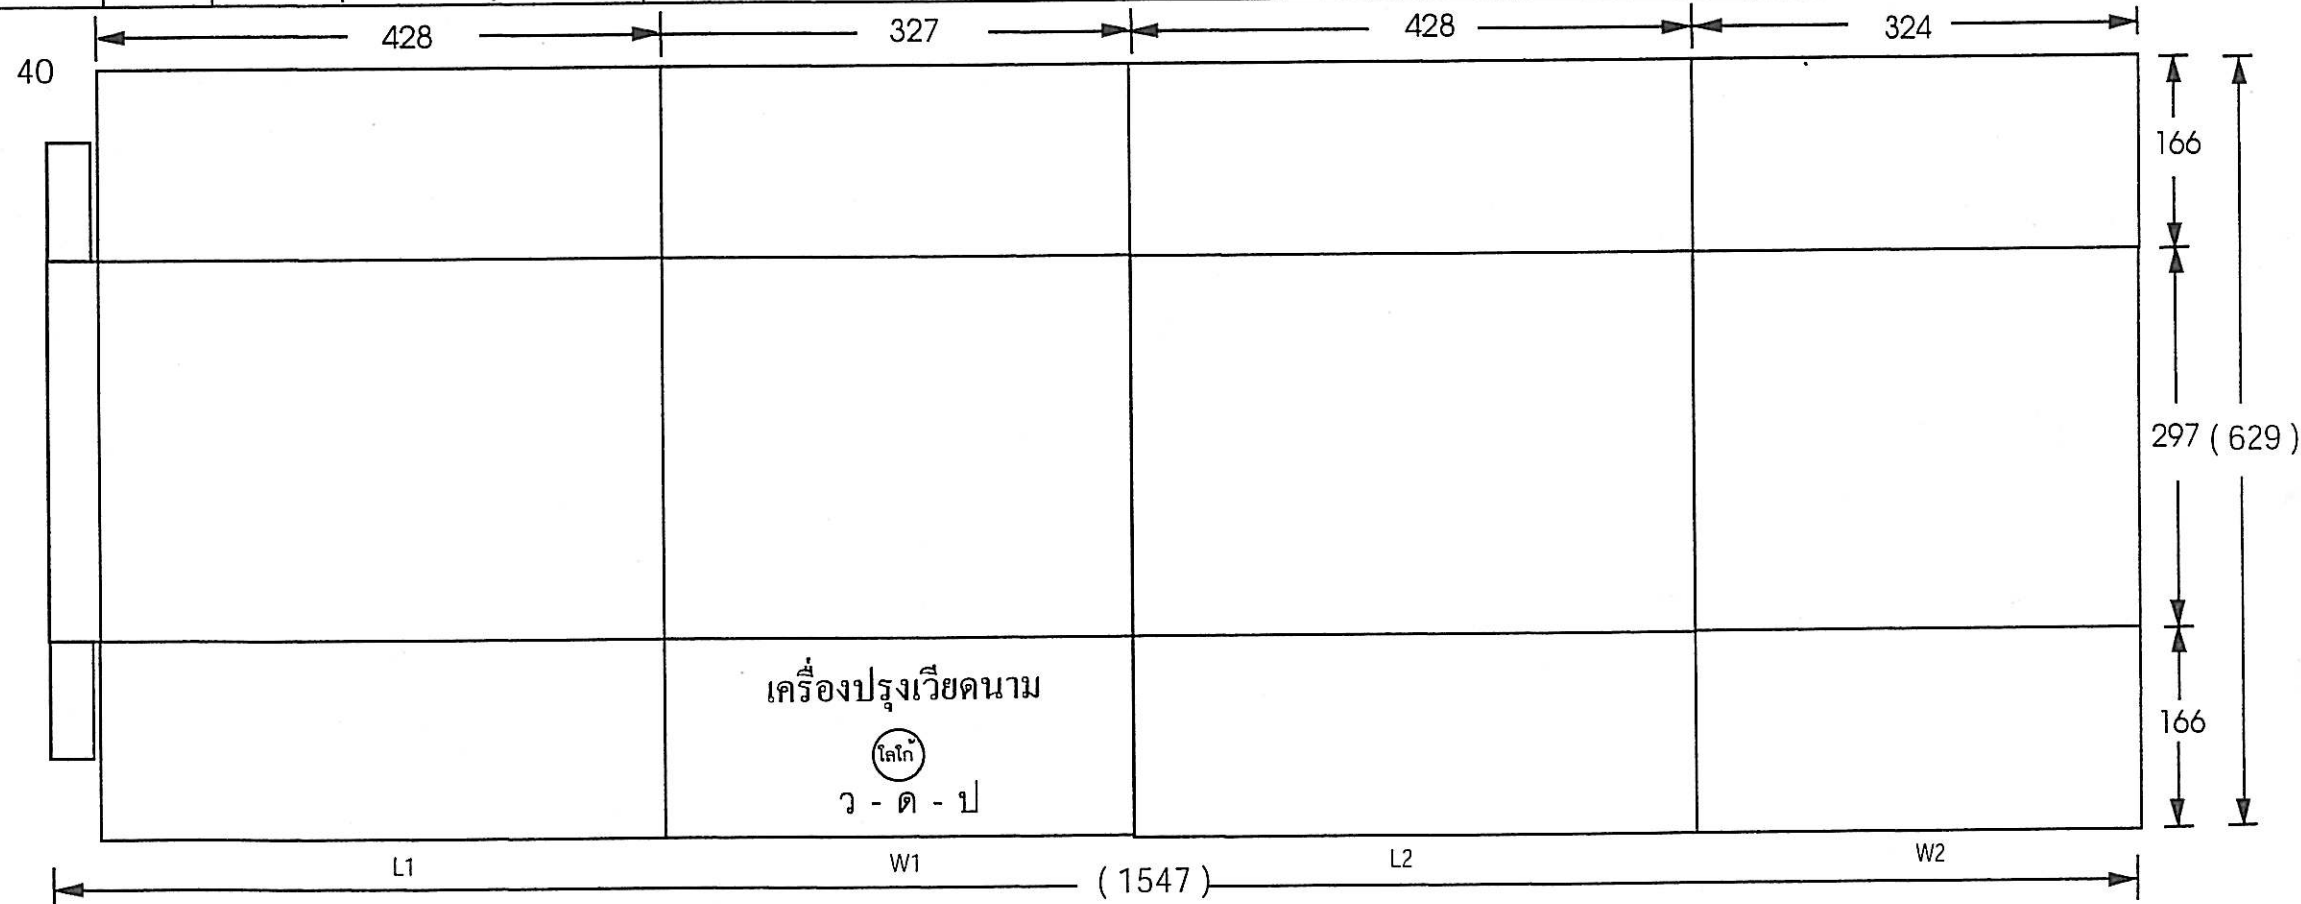 428 327 428 324
40
166
297 ( 629 )
เครื่องปรุงเวียดนาม
โลโก้
ว - ด - ป
166
L1 W1 L2 W2
( 1547 )